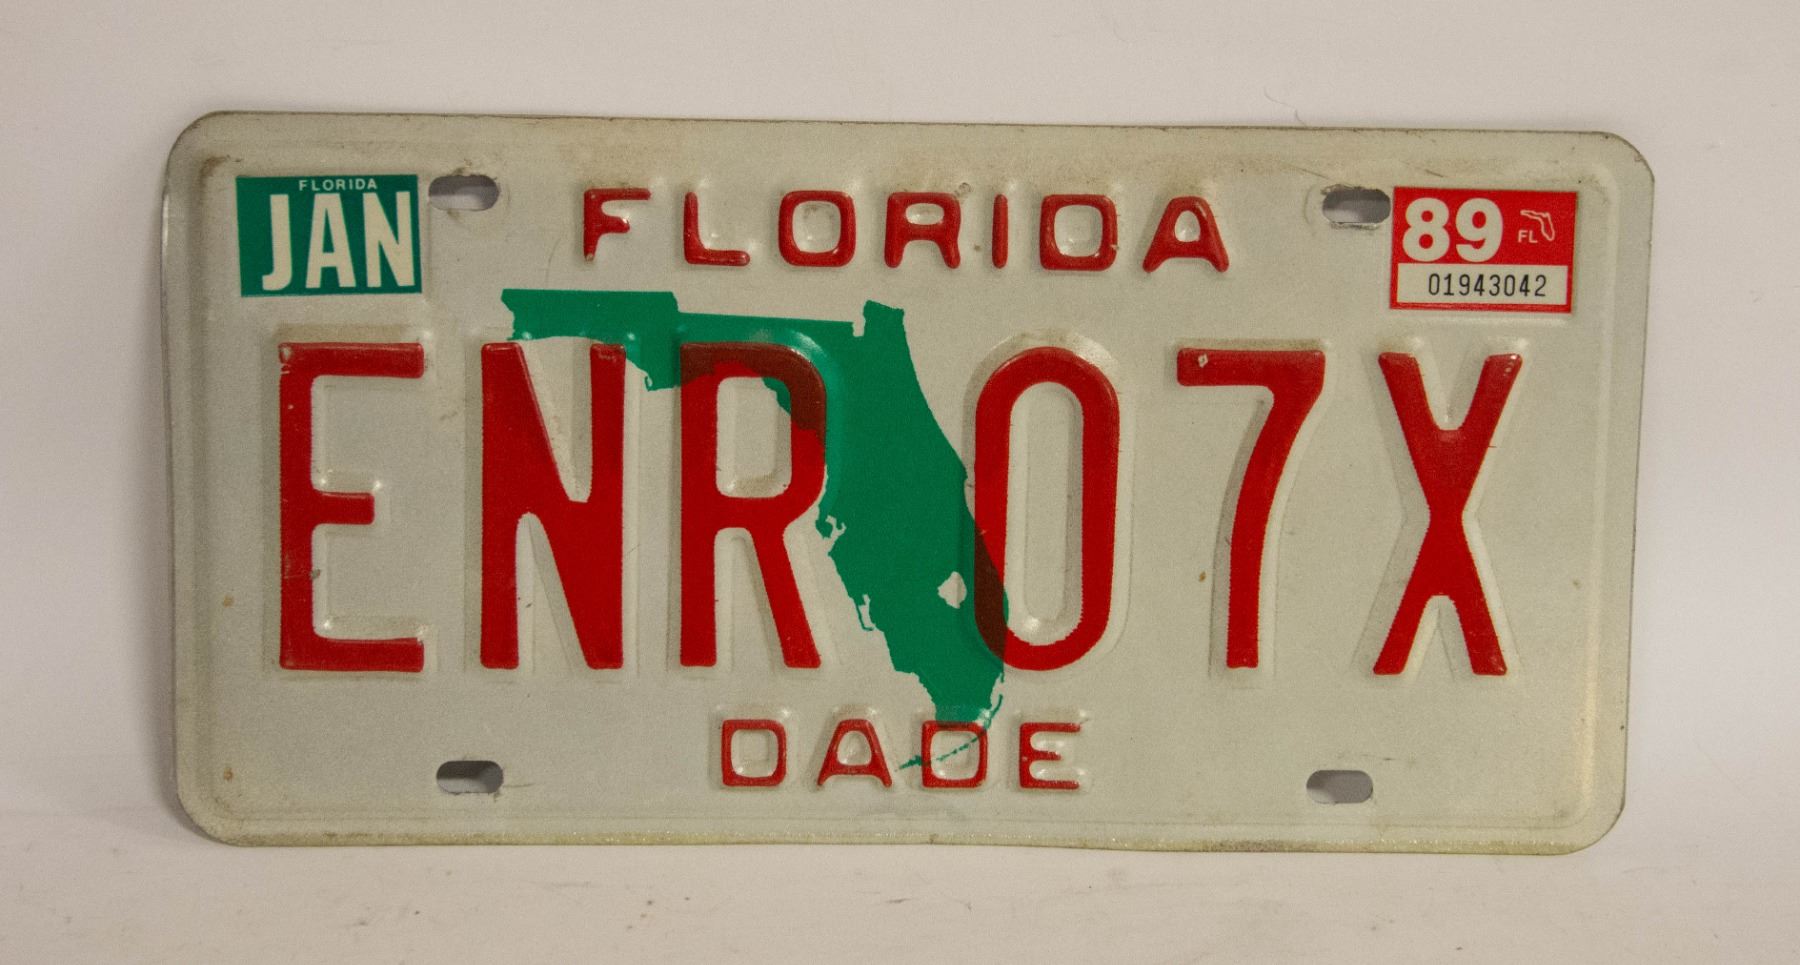 FLORIDA
JAN
FLORIDA
89
FL
01943042
ENR 07X
DADE